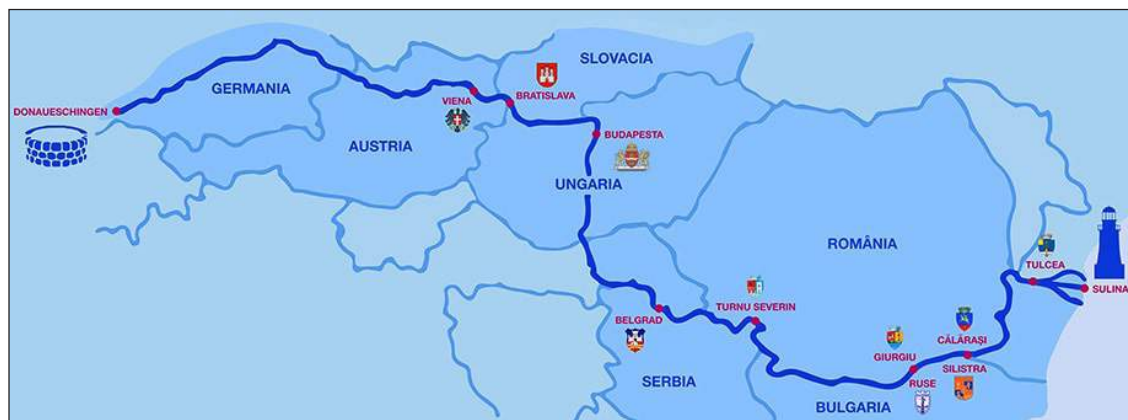 SLOVACIA
GERMANIA
DONAUESCHINGEN
VIENA
BRATISLAVA
BUDAPESTA
AUSTRIA
UNGARIA
ROMÂNIA
TULCEA
SULINA
BELGRAD
TURNU SEVERIN
CĂLĂRAȘI
GIURGIU
SILISTRA
SERBIA
RUSE
BULGARIA